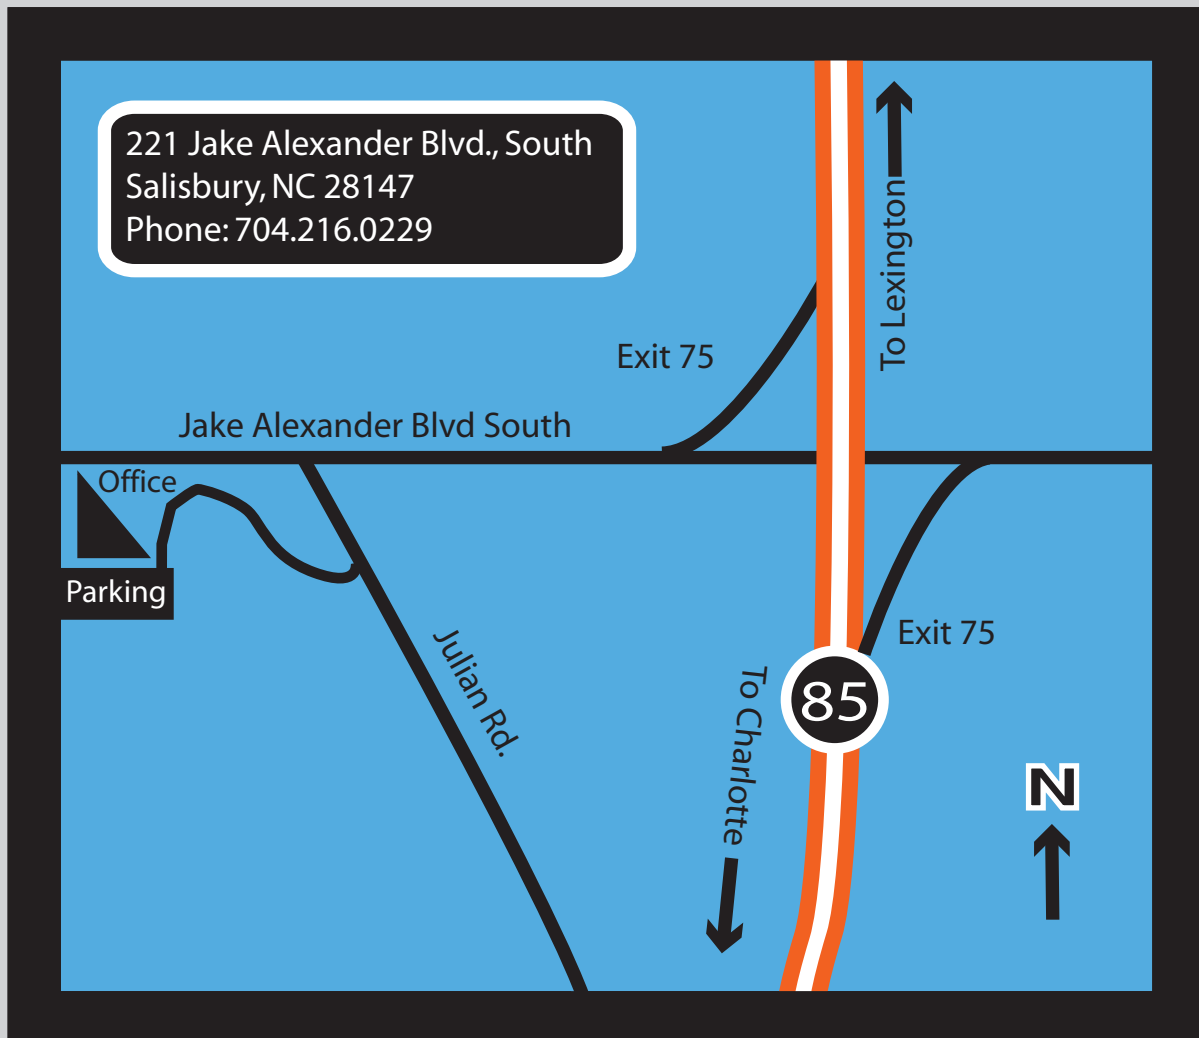 221 Jake Alexander Blvd., South
Salisbury, NC 28147
Phone: 704.216.0229
To Lexington
Exit 75
Jake Alexander Blvd South
Office
Parking
Exit 75
Julian Rd.
To Charlotte
85
N